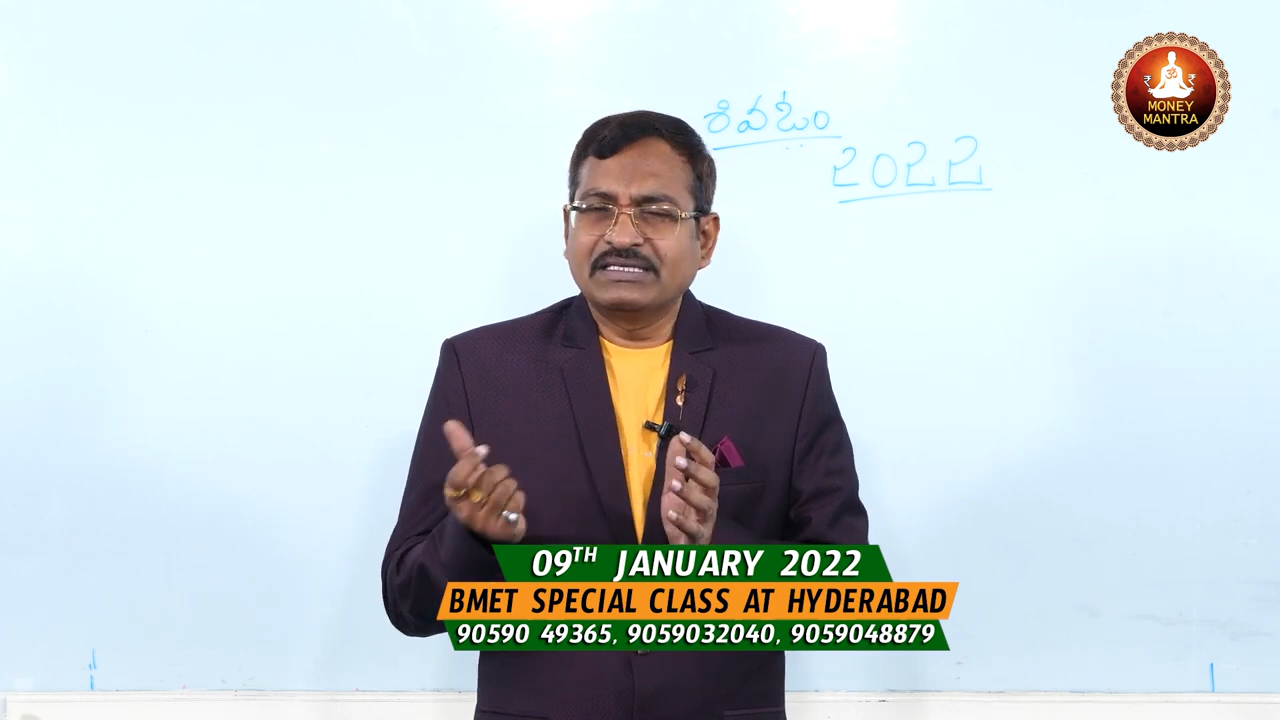 శివఓం
2022
ॐ
₹ ₹
MONEY
MANTRA
09TH JANUARY 2022
BMET SPECIAL CLASS AT HYDERABAD
90590 49365, 9059032040, 9059048879